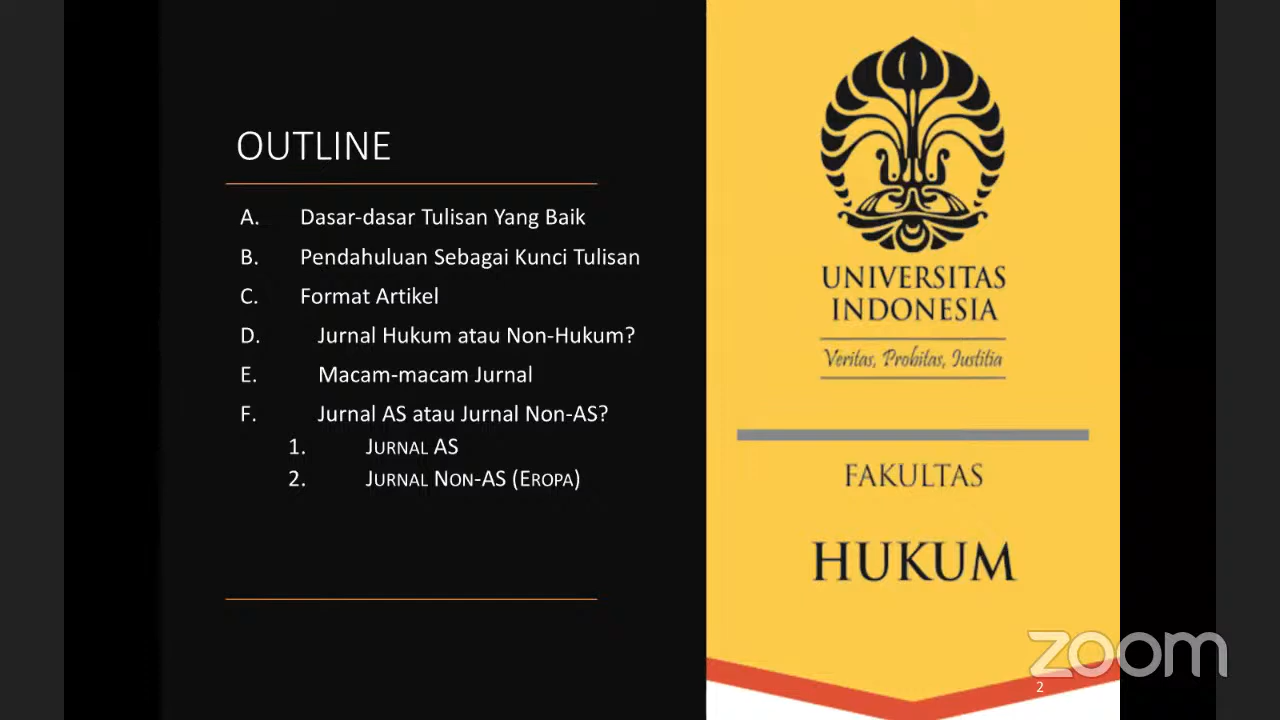 OUTLINE
A. Dasar-dasar Tulisan Yang Baik
B. Pendahuluan Sebagai Kunci Tulisan
C. Format Artikel
D. Jurnal Hukum atau Non-Hukum?
E. Macam-macam Jurnal
F. Jurnal AS atau Jurnal Non-AS?
1. JURNAL AS
2. JURNAL NON-AS (EROPA)
UNIVERSITAS
INDONESIA
Veritas, Probitas, Justitia
FAKULTAS
HUKUM
zoom
2